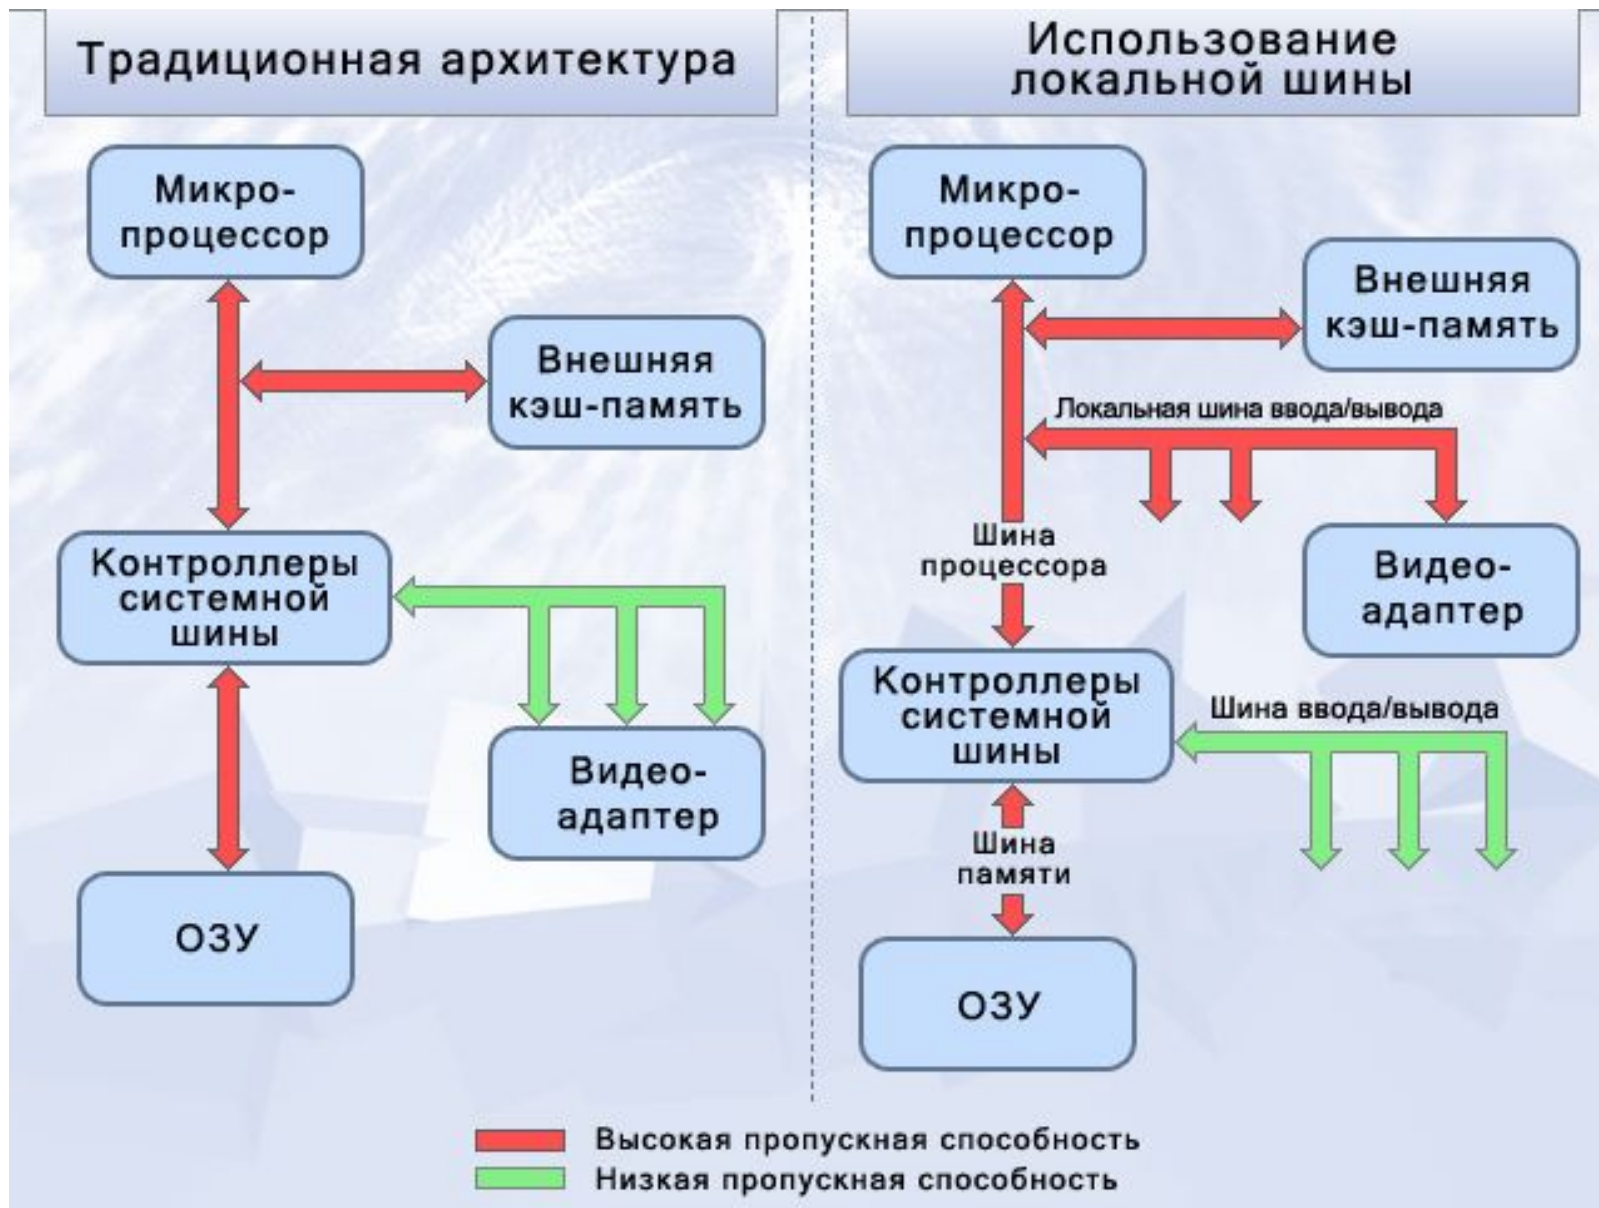 Традиционная архитектура
Микро-
процессор
Внешняя
кэш-память
Контроллеры
системной
шины
Видео-
адаптер
ОЗУ
Использование
локальной шины
Микро-
процессор
Внешняя
кэш-память
Локальная шина ввода/вывода
Шина
процессора
Видео-
адаптер
Контроллеры
системной
шины
Шина ввода/вывода
Шина
памяти
ОЗУ
Высокая пропускная способность
Низкая пропускная способность